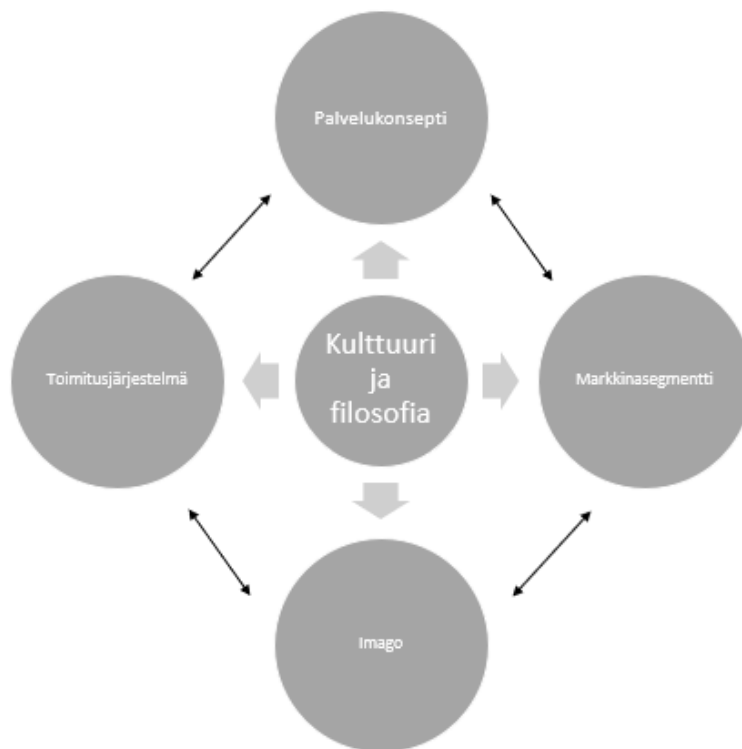 Palvelukonsepti
Toimitusjärjestelmä
Kulttuuri
ja
filosofia
Markkinasegmentti
Imago